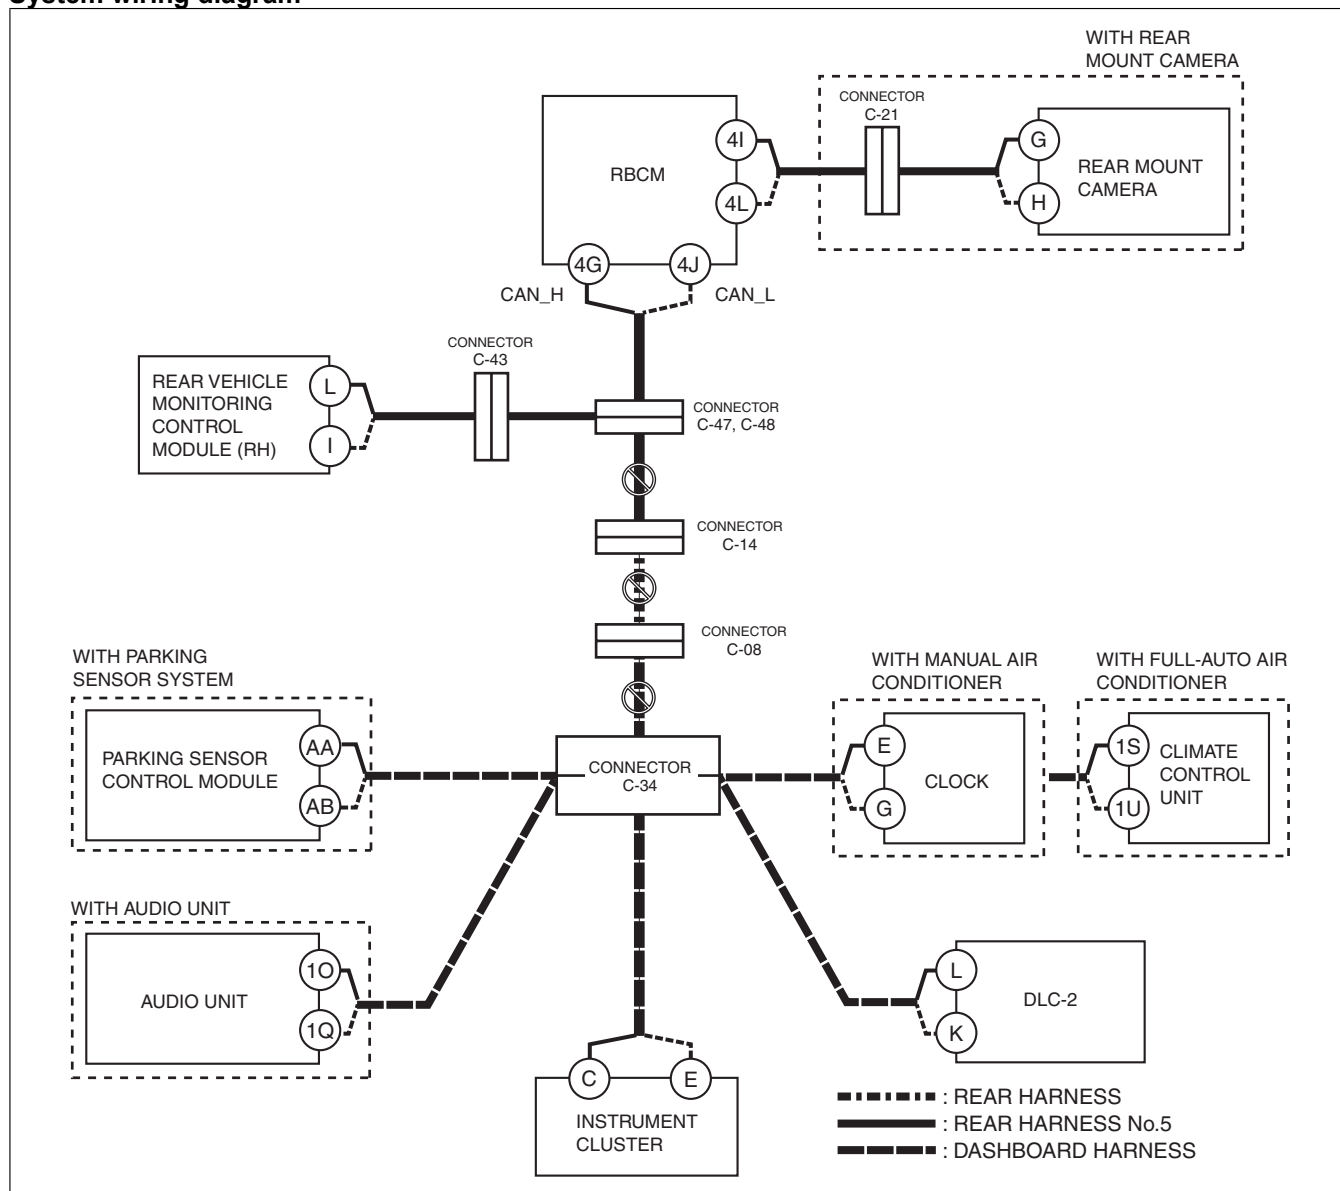 System wiring diagram
WITH REAR
MOUNT CAMERA
CONNECTOR
C-21
4I
RBCM
4L
G
H
REAR MOUNT
CAMERA
4G
4J
CAN_H
CAN_L
CONNECTOR
C-43
REAR VEHICLE
MONITORING
CONTROL
MODULE (RH)
L
I
CONNECTOR
C-47, C-48
CONNECTOR
C-14
CONNECTOR
C-08
WITH PARKING
SENSOR SYSTEM
PARKING SENSOR
CONTROL MODULE
AA
AB
CONNECTOR
C-34
WITH MANUAL AIR
CONDITIONER
E
G
CLOCK
WITH FULL-AUTO AIR
CONDITIONER
1S
1U
CLIMATE
CONTROL
UNIT
WITH AUDIO UNIT
AUDIO UNIT
1O
1Q
L
K
DLC-2
C
E
INSTRUMENT
CLUSTER
: REAR HARNESS
: REAR HARNESS No.5
: DASHBOARD HARNESS